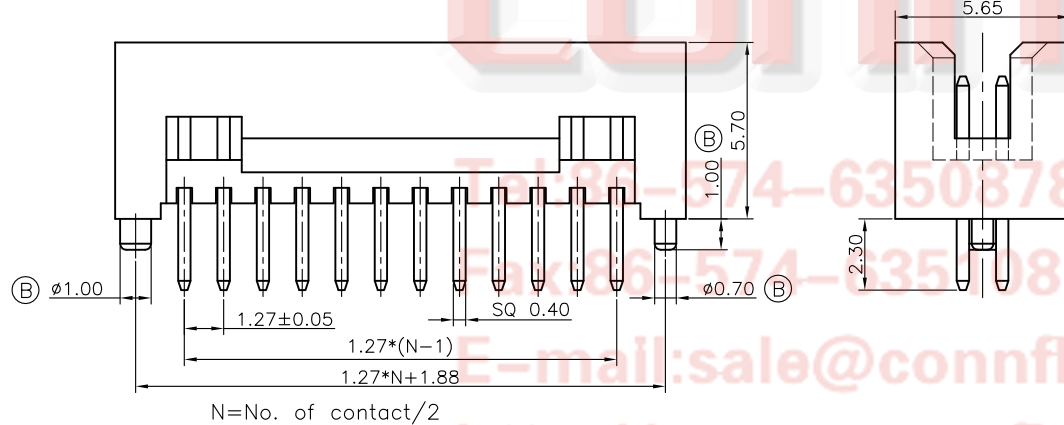 5.65
5.70
1.00 B
Tel:86-574-6350878
2.30
Fax:86-574-635108
B ø1.00
ø0.70 B
SQ 0.40
1.27±0.05
1.27*(N-1)
E-mail:sale@connfl
1.27*N+1.88
N=No. of contact/2